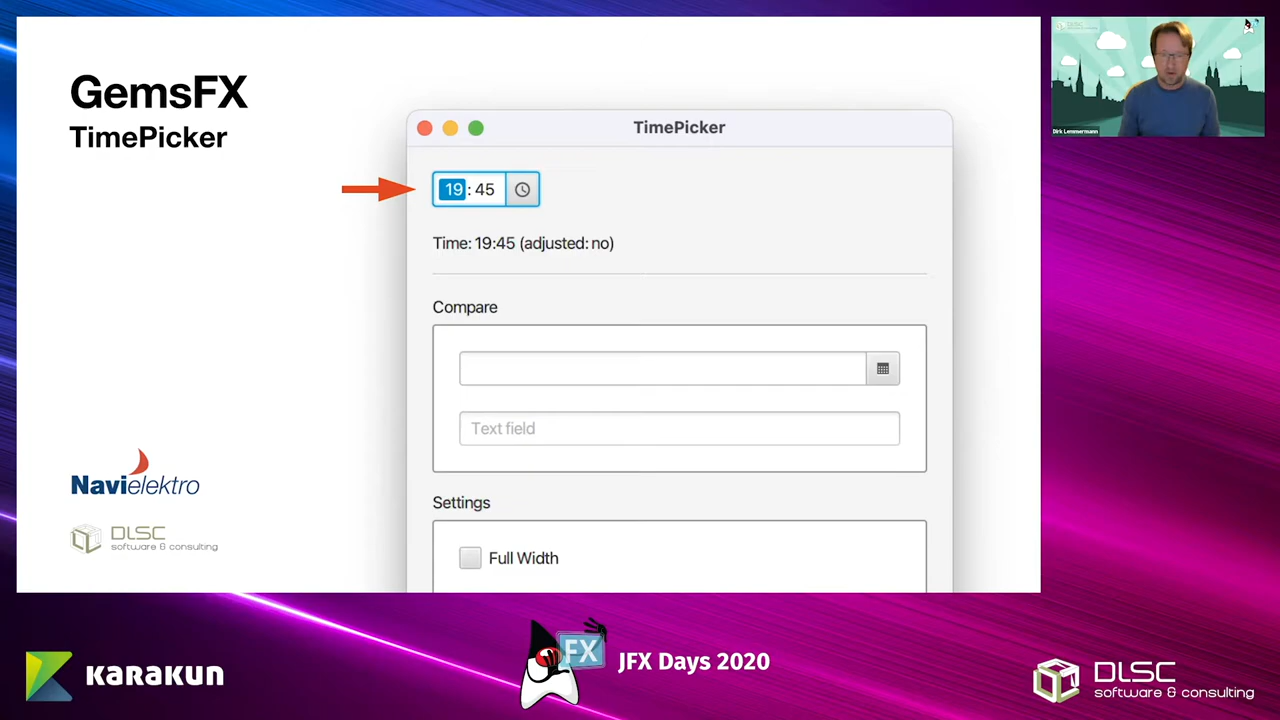 GemsFX
TimePicker
TimePicker
19: 45
Time: 19:45 (adjusted: no)
Compare
Text field
Settings
Full Width
Navielektro
DLSC
software & consulting
Dirk Lemmermann
KARAKUN
FX
JFX Days 2020
DLSC
software & consulting